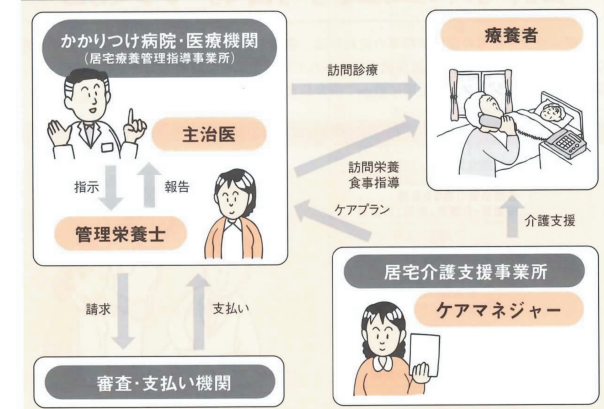 かかりつけ病院・医療機関
(居宅療養管理指導事業所)
主治医
指示
報告
管理栄養士
訪問診療
療養者
訪問栄養
食事指導
ケアプラン
介護支援
居宅介護支援事業所
ケアマネジャー
請求
支払い
審査・支払い機関